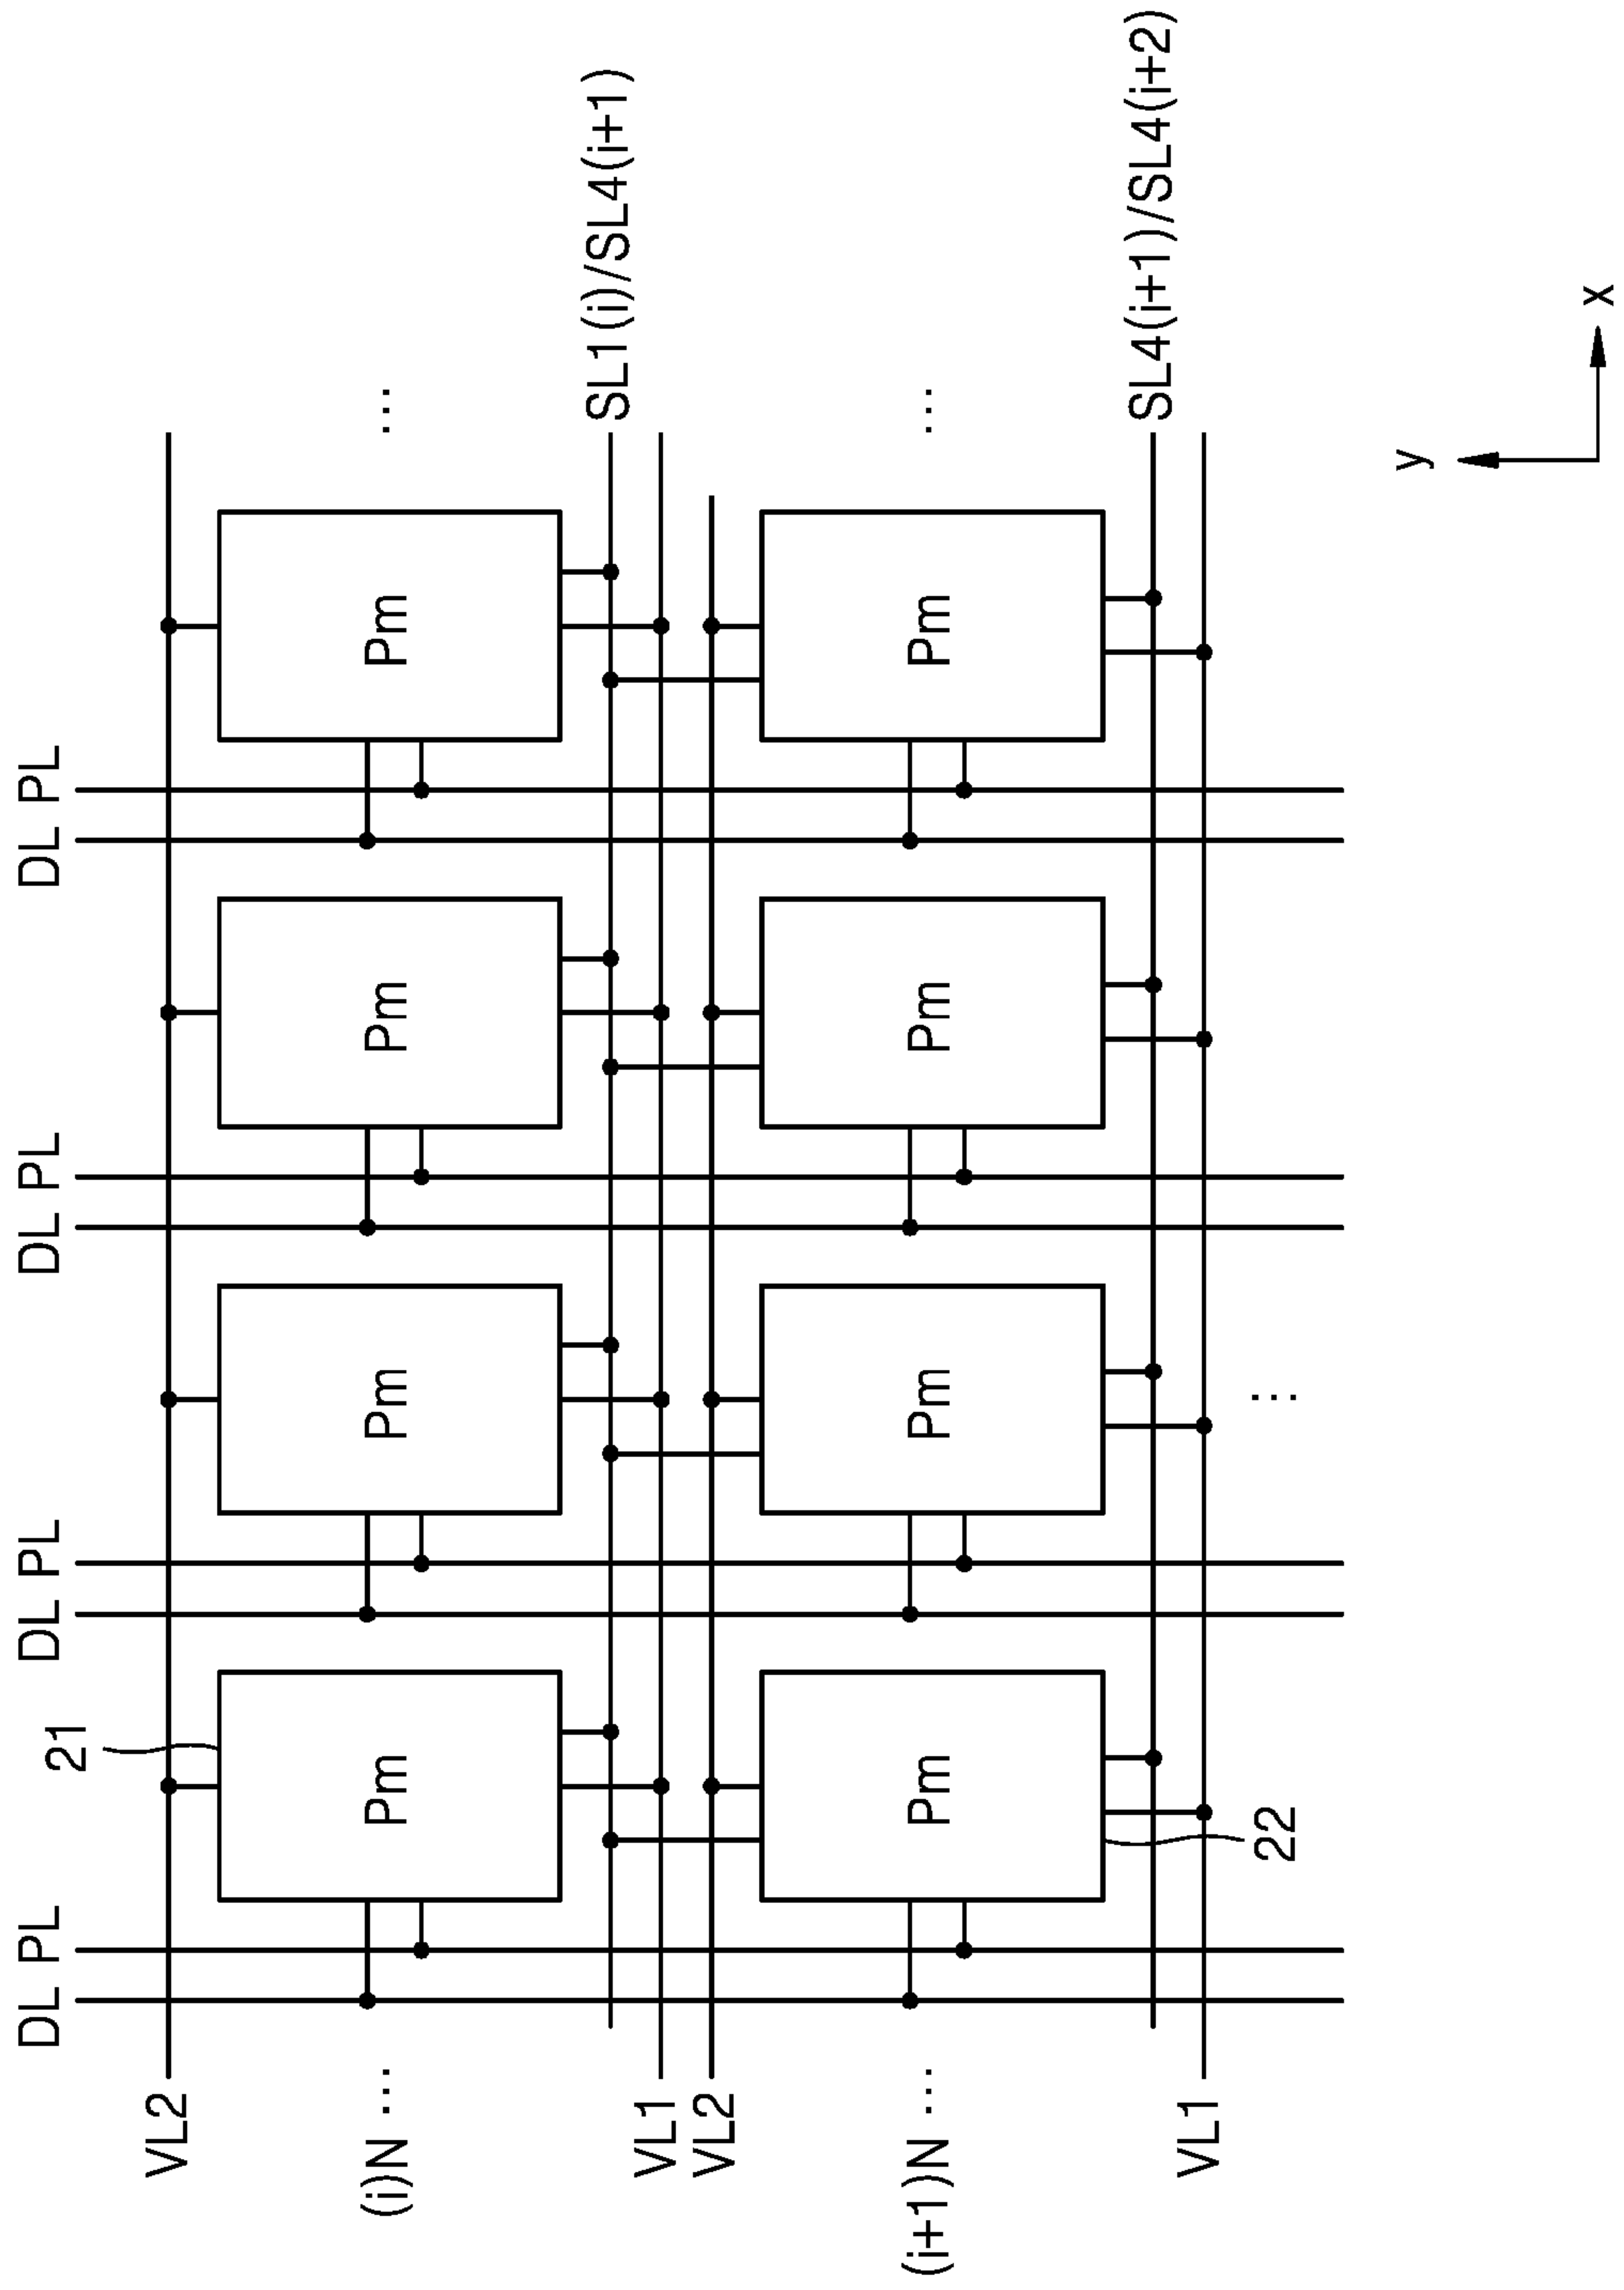 DL PL DL PL DL PL DL PL
21
VL2
(i)N ... Pm Pm Pm Pm ...
SL1(i)/SL4(i+1)
VL1
VL2
(i+1)N ... Pm Pm Pm Pm ...
SL4(i+1)/SL4(i+2)
VL1
22 ...
y
x